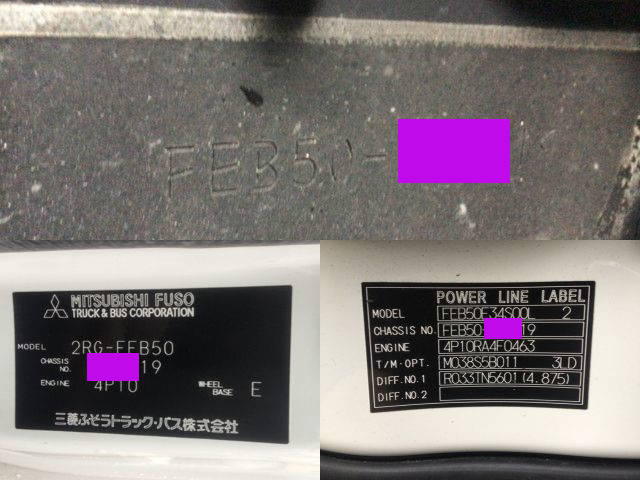 FEB50-
MITSUBISHI FUSO
TRUCK & BUS CORPORATION
MODEL 2RG-FEB50
CHASSIS NO. 19
ENGINE 4P10 WHEEL BASE E
三菱ふそうトラック・バス株式会社
POWER LINE LABEL
MODEL FEB50E34S00L 2
CHASSIS NO. FEB50 19
ENGINE 4P10RA4F0463
T/M·OPT. M038S5B011 3LD
DIFF.NO.1 R033TN5601(4.875)
DIFF.NO.2